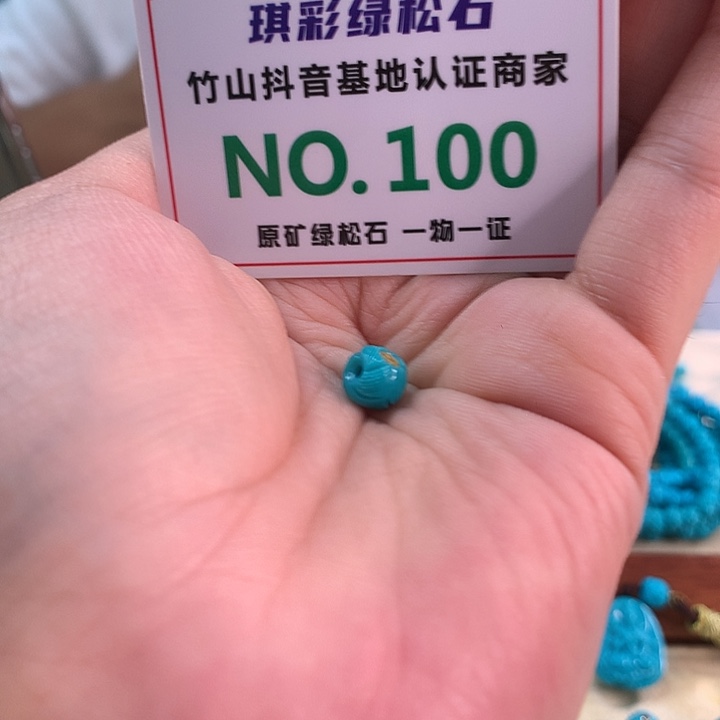 琪彩绿松石
竹山抖音基地认证商家
NO.100
原矿绿松石 一物一证